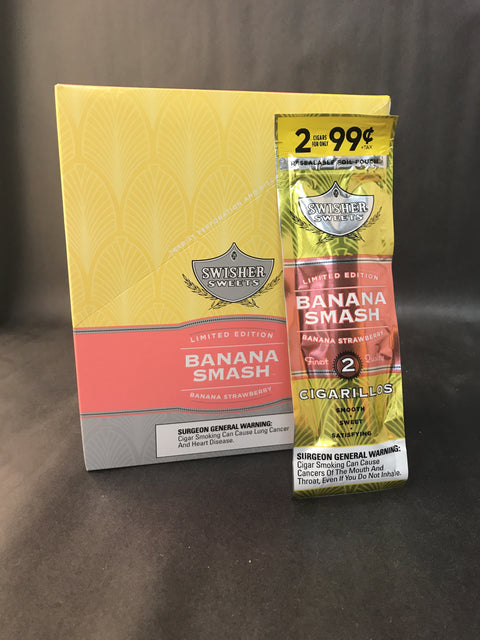 SWISHER
SWEETS
LIMITED EDITION
BANANA
SMASH
BANANA STRAWBERRY
SURGEON GENERAL WARNING:
Cigar Smoking Can Cause Lung Cancer
And Heart Disease.
2 CIGARS FOR ONLY 99¢
+TAX
RESEALABLE FOIL POUCH
SWISHER
SWEETS
LIMITED EDITION
BANANA
SMASH
BANANA STRAWBERRY
Finest 2 Quality
CIGARILLOS
SMOOTH
SWEET
SATISFYING
SURGEON GENERAL WARNING:
Cigar Smoking Can Cause
Cancers Of The Mouth And
Throat, Even If You Do Not Inhale.